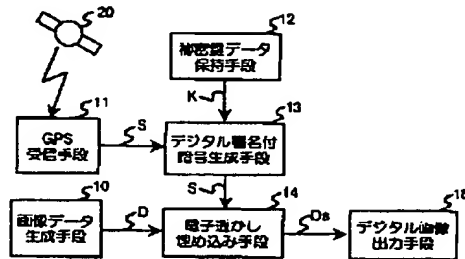 20
12
秘密鍵データ
保持手段
11
K
13
GPS
受信手段
S
デジタル署名付
暗号生成手段
10
S
14
18
画像データ
生成手段
D
電子透かし
埋め込み手段
Ds
デジタル画像
出力手段